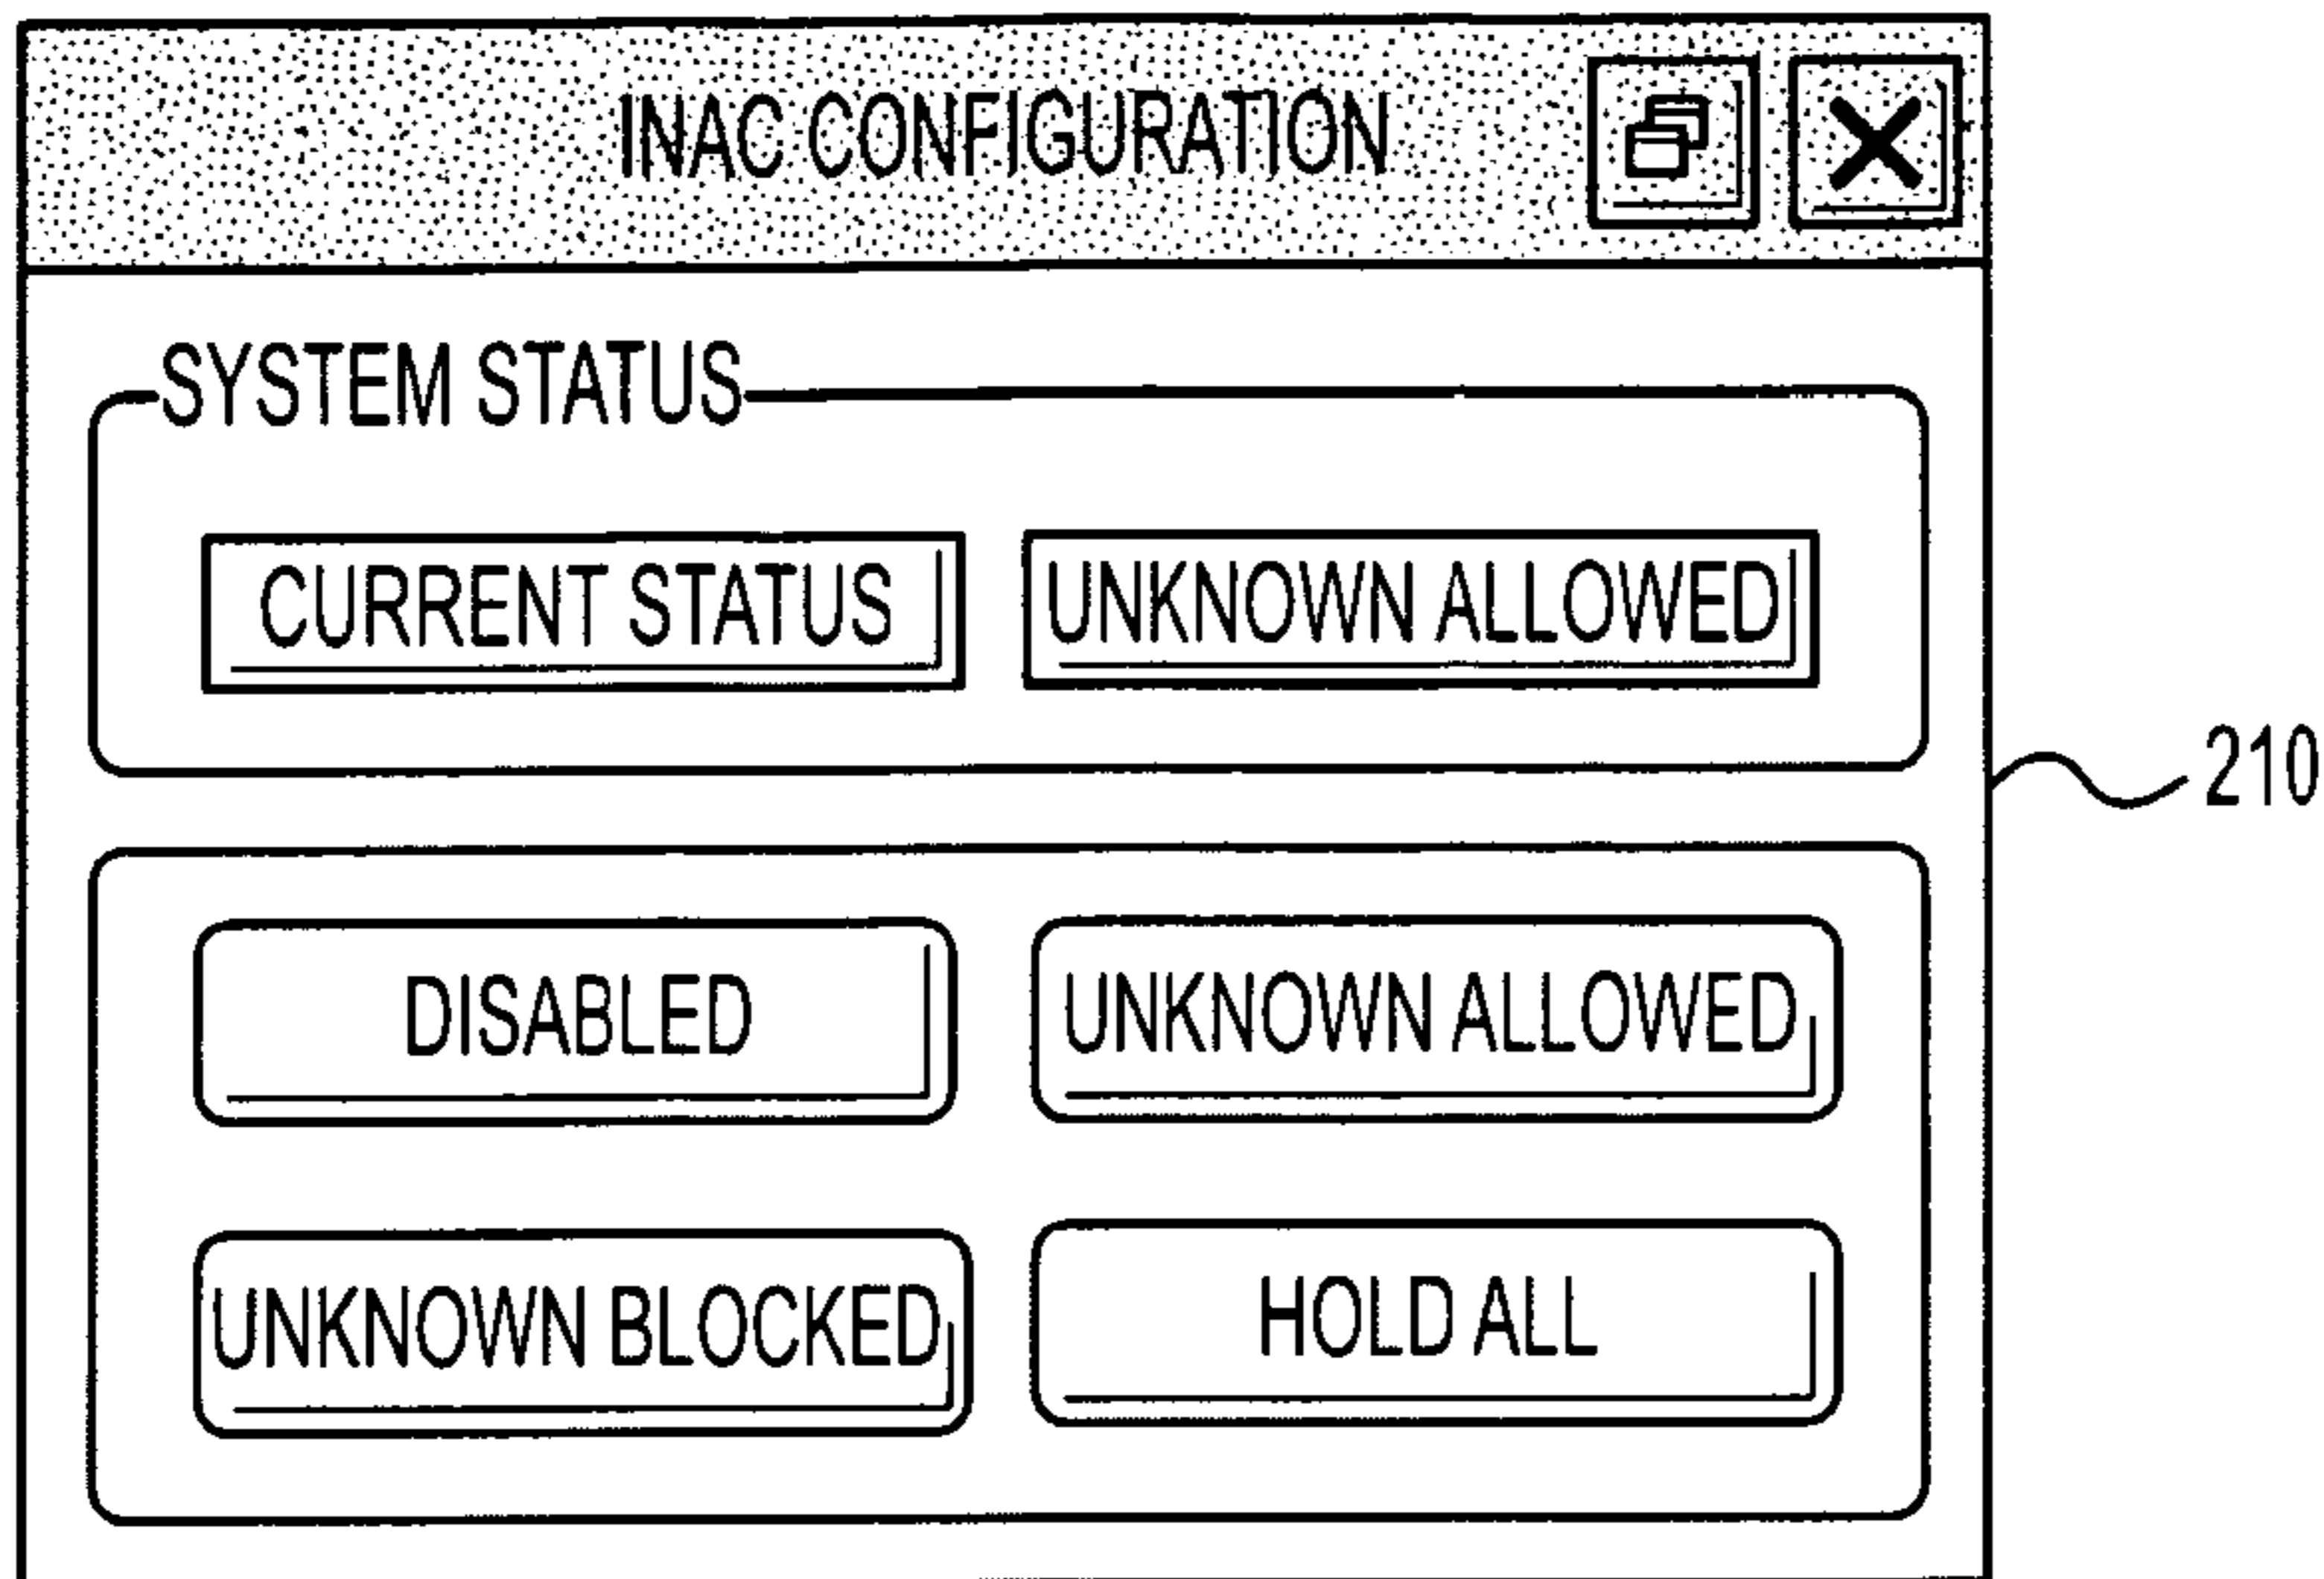 INAC CONFIGURATION
SYSTEM STATUS
CURRENT STATUS UNKNOWN ALLOWED
210
DISABLED UNKNOWN ALLOWED
UNKNOWN BLOCKED HOLD ALL